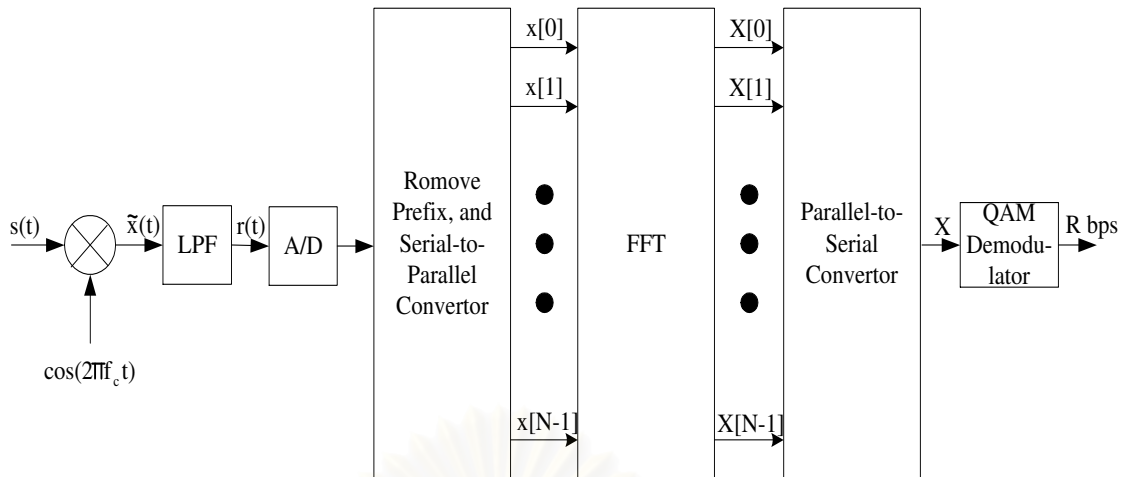 s(t)
x̃(t)
LPF
r(t)
A/D
cos(2πf_c t)
Romove
Prefix, and
Serial-to-
Parallel
Convertor
x[0]
x[1]
x[N-1]
FFT
X[0]
X[1]
X[N-1]
Parallel-to-
Serial
Convertor
X
QAM
Demodu-
lator
R bps